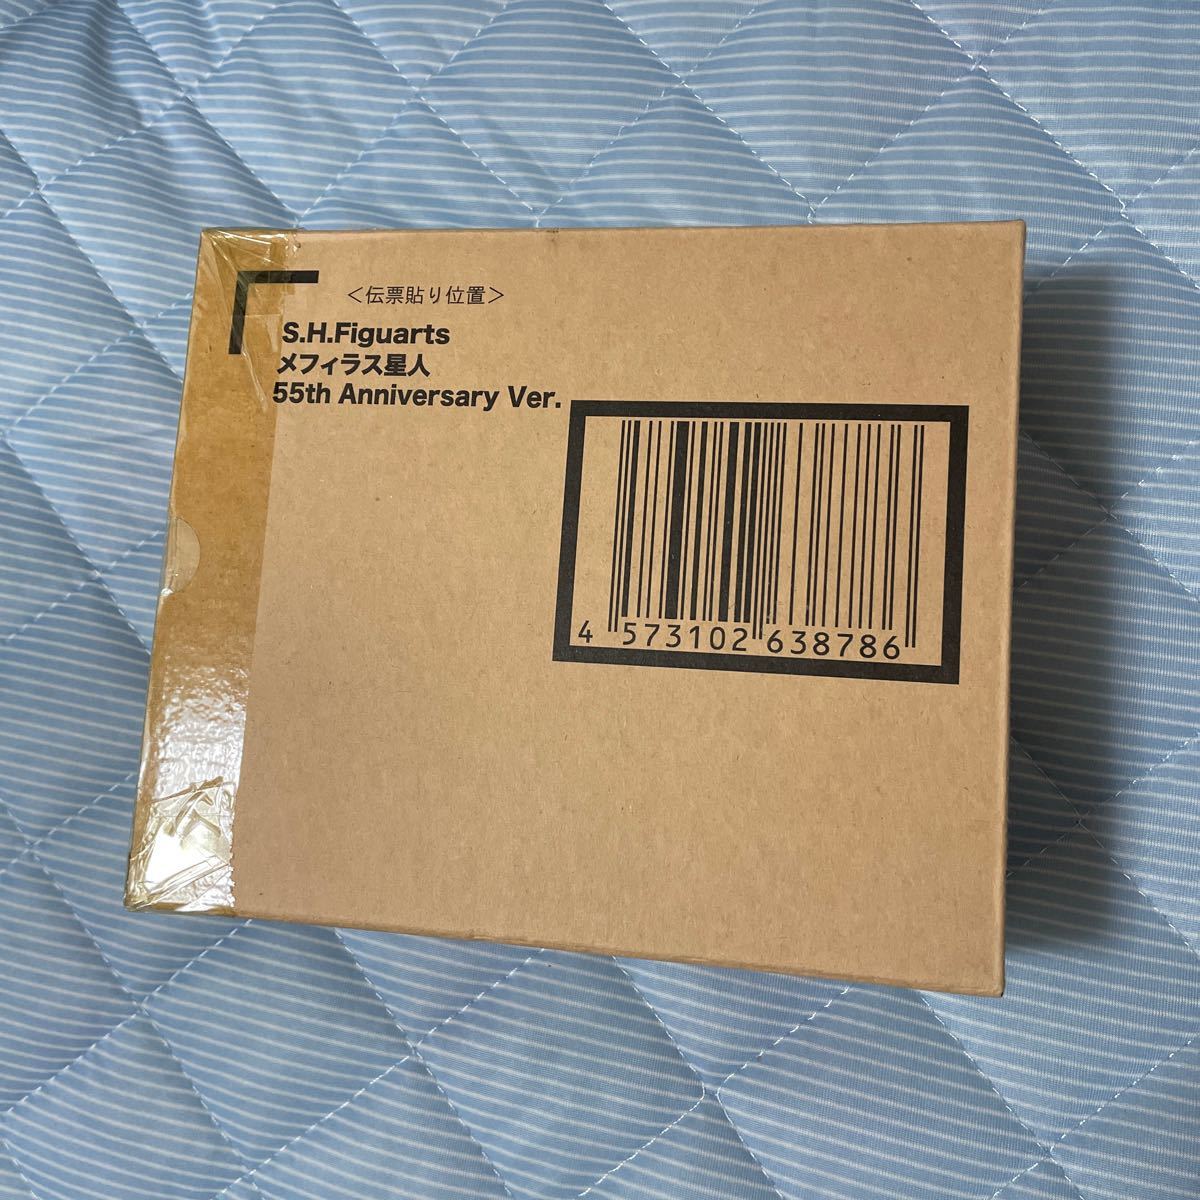 ＜伝票貼り位置＞
S.H.Figuarts
メフィラス星人
55th Anniversary Ver.
4 573102 638786